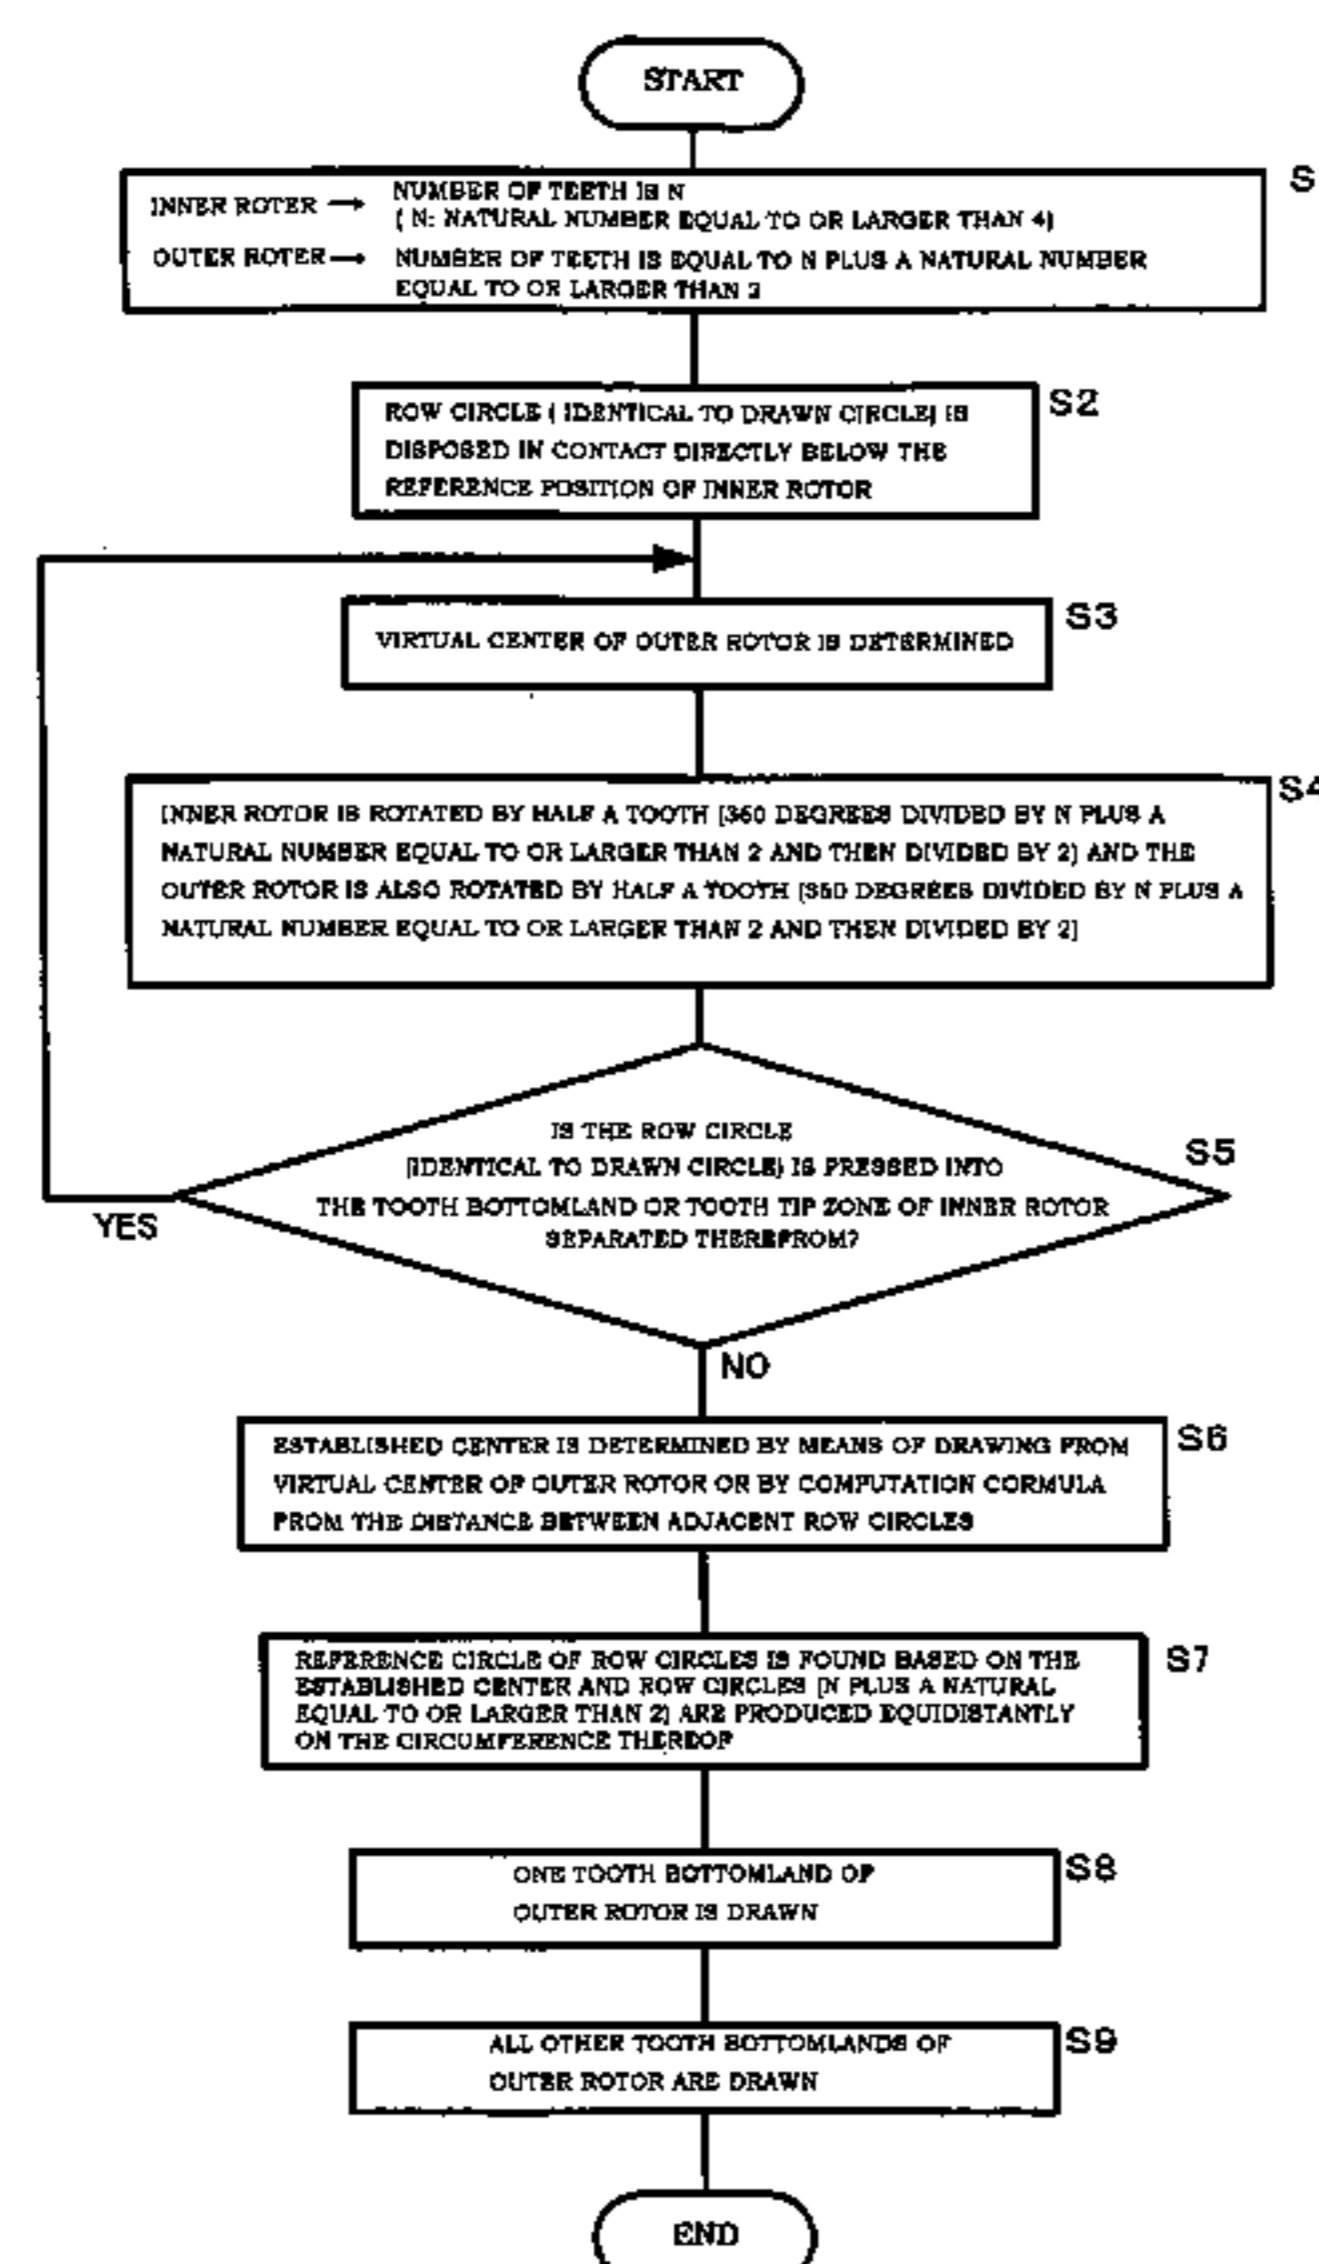 START
S
INNER ROTER → NUMBER OF TEETH IS N
( N: NATURAL NUMBER EQUAL TO OR LARGER THAN 4)
OUTER ROTER → NUMBER OF TEETH IS EQUAL TO N PLUS A NATURAL NUMBER
EQUAL TO OR LARGER THAN 2
S2
ROW CIRCLE ( IDENTICAL TO DRAWN CIRCLE) IS
DISPOSED IN CONTACT DIRECTLY BELOW THE
REFERENCE POSITION OF INNER ROTOR
S3
VIRTUAL CENTER OF OUTER ROTOR IS DETERMINED
S4
INNER ROTOR IS ROTATED BY HALF A TOOTH [360 DEGREES DIVIDED BY N PLUS A
NATURAL NUMBER EQUAL TO OR LARGER THAN 2 AND THEN DIVIDED BY 2] AND THE
OUTER ROTOR IS ALSO ROTATED BY HALF A TOOTH [360 DEGREES DIVIDED BY N PLUS A
NATURAL NUMBER EQUAL TO OR LARGER THAN 2 AND THEN DIVIDED BY 2]
IS THE ROW CIRCLE
[IDENTICAL TO DRAWN CIRCLE] IS PRESSED INTO
THE TOOTH BOTTOMLAND OR TOOTH TIP ZONE OF INNER ROTOR
SEPARATED THEREFROM?
S5
YES
NO
S6
ESTABLISHED CENTER IS DETERMINED BY MEANS OF DRAWING FROM
VIRTUAL CENTER OF OUTER ROTOR OR BY COMPUTATION CORMULA
FROM THE DISTANCE BETWEEN ADJACENT ROW CIRCLES
S7
REFERENCE CIRCLE OF ROW CIRCLES IS FOUND BASED ON THE
ESTABLISHED CENTER AND ROW CIRCLES [N PLUS A NATURAL
EQUAL TO OR LARGER THAN 2] ARE PRODUCED EQUIDISTANTLY
ON THE CIRCUMFERENCE THEREOF
S8
ONE TOOTH BOTTOMLAND OF
OUTER ROTOR IS DRAWN
S9
ALL OTHER TOOTH BOTTOMLANDS OF
OUTER ROTOR ARE DRAWN
END